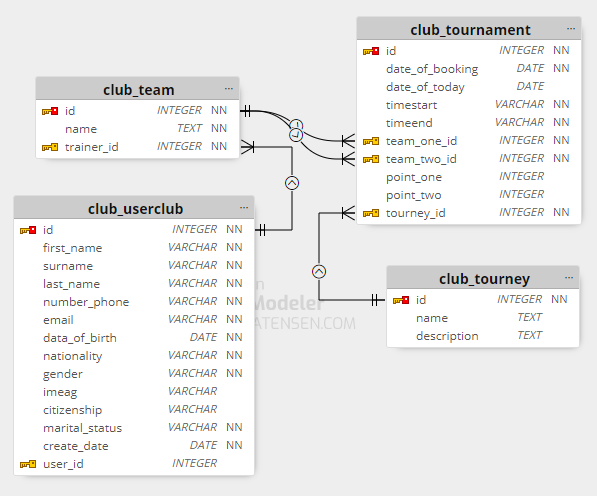 club_team ...
id INTEGER NN
name TEXT NN
trainer_id INTEGER NN
club_tournament ...
id INTEGER NN
date_of_booking DATE NN
date_of_today DATE
timestart VARCHAR NN
timeend VARCHAR NN
team_one_id INTEGER NN
team_two_id INTEGER NN
point_one INTEGER
point_two INTEGER
tourney_id INTEGER NN
club_userclub ...
id INTEGER NN
first_name VARCHAR NN
surname VARCHAR NN
last_name VARCHAR NN
number_phone VARCHAR NN
email VARCHAR NN
data_of_birth DATE NN
nationality VARCHAR NN
gender VARCHAR NN
imeag VARCHAR
citizenship VARCHAR
marital_status VARCHAR NN
create_date DATE NN
user_id INTEGER
club_tourney ...
id INTEGER NN
name TEXT
description TEXT
Modeler
ATENSEN.COM